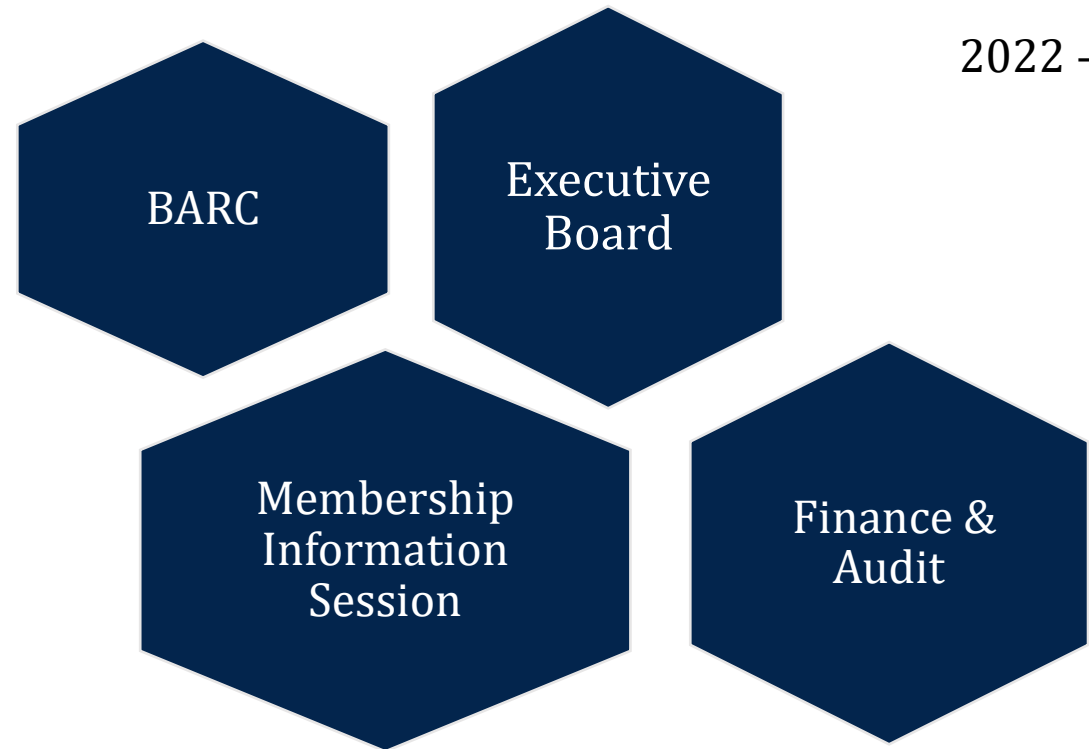 2022 -
BARC
Executive
Board
Membership
Information
Session
Finance &
Audit